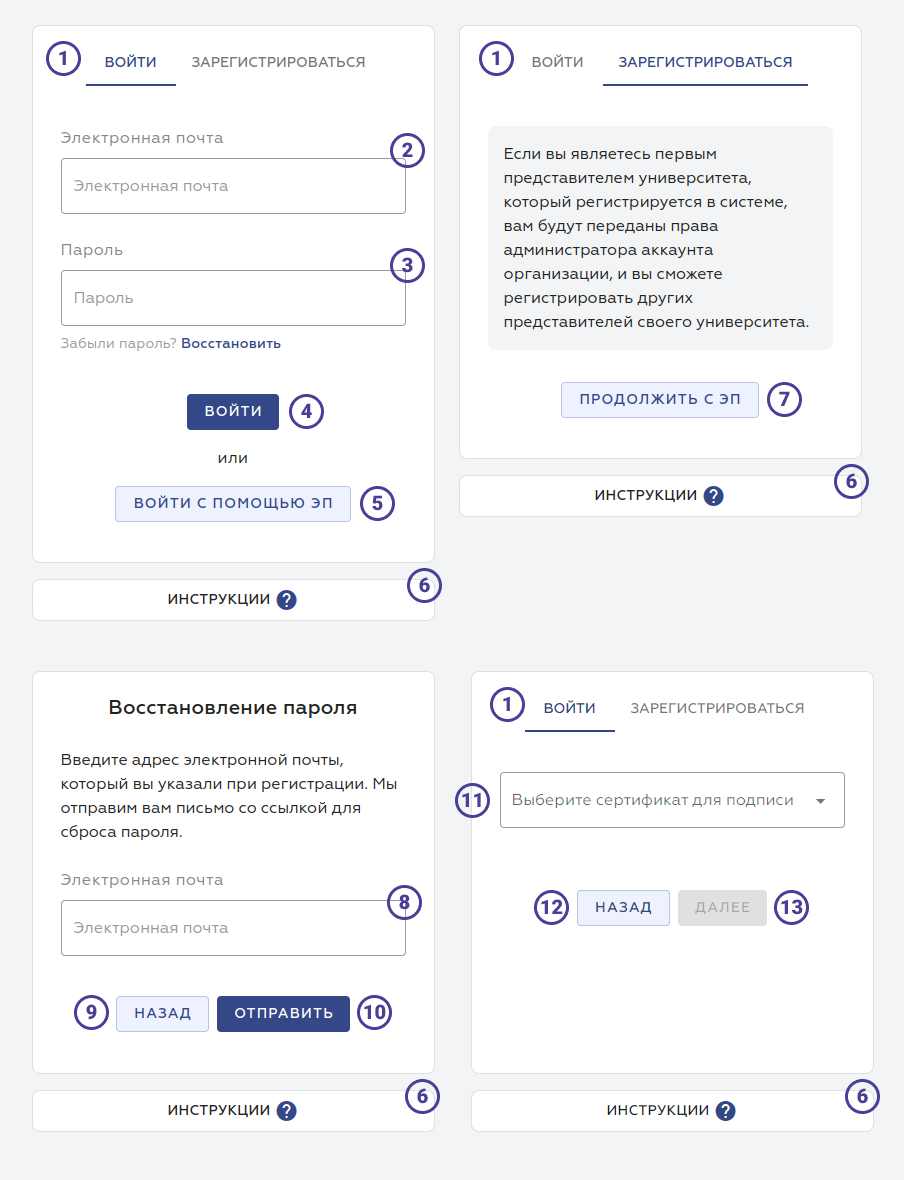 1
ВОЙТИ
ЗАРЕГИСТРИРОВАТЬСЯ
Электронная почта
2
Электронная почта
Пароль
3
Пароль
Забыли пароль? Восстановить
ВОЙТИ
4
или
ВОЙТИ С ПОМОЩЬЮ ЭП
5
6
ИНСТРУКЦИИ ?
1
ВОЙТИ
ЗАРЕГИСТРИРОВАТЬСЯ
Если вы являетесь первым
представителем университета,
который регистрируется в системе,
вам будут переданы права
администратора аккаунта
организации, и вы сможете
регистрировать других
представителей своего университета.
ПРОДОЛЖИТЬ С ЭП
7
6
ИНСТРУКЦИИ ?
Восстановление пароля
Введите адрес электронной почты,
который вы указали при регистрации. Мы
отправим вам письмо со ссылкой для
сброса пароля.
Электронная почта
8
Электронная почта
9
НАЗАД
ОТПРАВИТЬ
10
6
ИНСТРУКЦИИ ?
1
ВОЙТИ
ЗАРЕГИСТРИРОВАТЬСЯ
11
Выберите сертификат для подписи
12
НАЗАД
ДАЛЕЕ
13
6
ИНСТРУКЦИИ ?